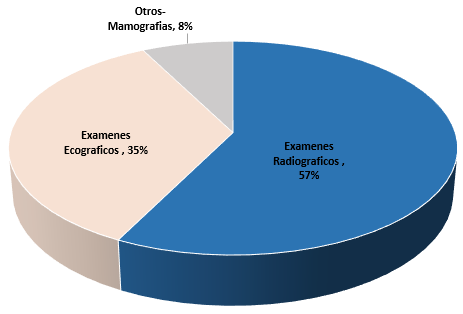 Otros-
Mamografias, 8%
Examenes
Ecograficos , 35%
Examenes
Radiograficos ,
57%